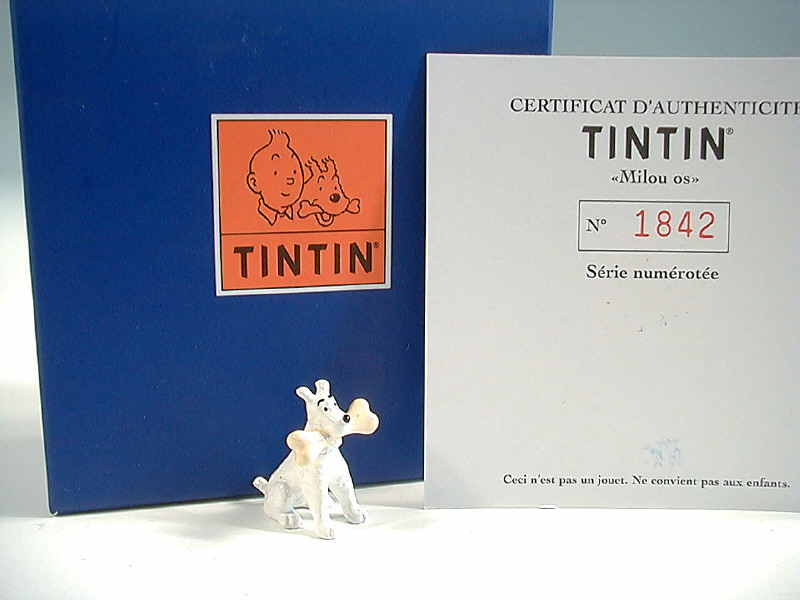 TINTIN®
CERTIFICAT D'AUTHENTICITE
TINTIN®
«Milou os»
N° 1842
Série numérotée
Ceci n'est pas un jouet. Ne convient pas aux enfants.